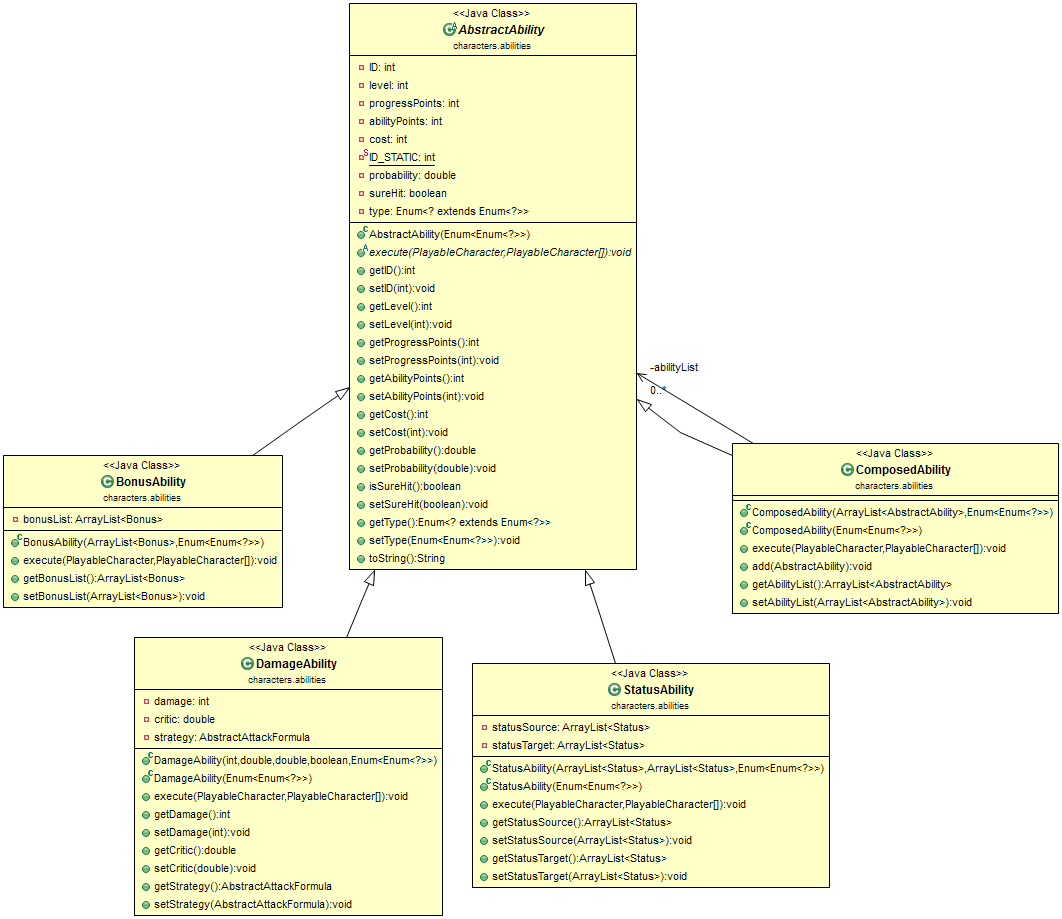 <<Java Class>>
AbstractAbility
characters.abilities
ID: int
level: int
progressPoints: int
abilityPoints: int
cost: int
ID_STATIC: int
probability: double
sureHit: boolean
type: Enum<? extends Enum<?>>
AbstractAbility(Enum<Enum<?>>)
execute(PlayableCharacter,PlayableCharacter[]):void
getID():int
setID(int):void
getLevel():int
setLevel(int):void
getProgressPoints():int
setProgressPoints(int):void
getAbilityPoints():int
setAbilityPoints(int):void
getCost():int
setCost(int):void
getProbability():double
setProbability(double):void
isSureHit():boolean
setSureHit(boolean):void
getType():Enum<? extends Enum<?>>
setType(Enum<Enum<?>>):void
toString():String
-abilityList
0..*
<<Java Class>>
BonusAbility
characters.abilities
bonusList: ArrayList<Bonus>
BonusAbility(ArrayList<Bonus>,Enum<Enum<?>>)
execute(PlayableCharacter,PlayableCharacter[]):void
getBonusList():ArrayList<Bonus>
setBonusList(ArrayList<Bonus>):void
<<Java Class>>
ComposedAbility
characters.abilities
ComposedAbility(ArrayList<AbstractAbility>,Enum<Enum<?>>)
ComposedAbility(Enum<Enum<?>>)
execute(PlayableCharacter,PlayableCharacter[]):void
add(AbstractAbility):void
getAbilityList():ArrayList<AbstractAbility>
setAbilityList(ArrayList<AbstractAbility>):void
<<Java Class>>
DamageAbility
characters.abilities
damage: int
critic: double
strategy: AbstractAttackFormula
DamageAbility(int,double,double,boolean,Enum<Enum<?>>)
DamageAbility(Enum<Enum<?>>)
execute(PlayableCharacter,PlayableCharacter[]):void
getDamage():int
setDamage(int):void
getCritic():double
setCritic(double):void
getStrategy():AbstractAttackFormula
setStrategy(AbstractAttackFormula):void
<<Java Class>>
StatusAbility
characters.abilities
statusSource: ArrayList<Status>
statusTarget: ArrayList<Status>
StatusAbility(ArrayList<Status>,ArrayList<Status>,Enum<Enum<?>>)
StatusAbility(Enum<Enum<?>>)
execute(PlayableCharacter,PlayableCharacter[]):void
getStatusSource():ArrayList<Status>
setStatusSource(ArrayList<Status>):void
getStatusTarget():ArrayList<Status>
setStatusTarget(ArrayList<Status>):void